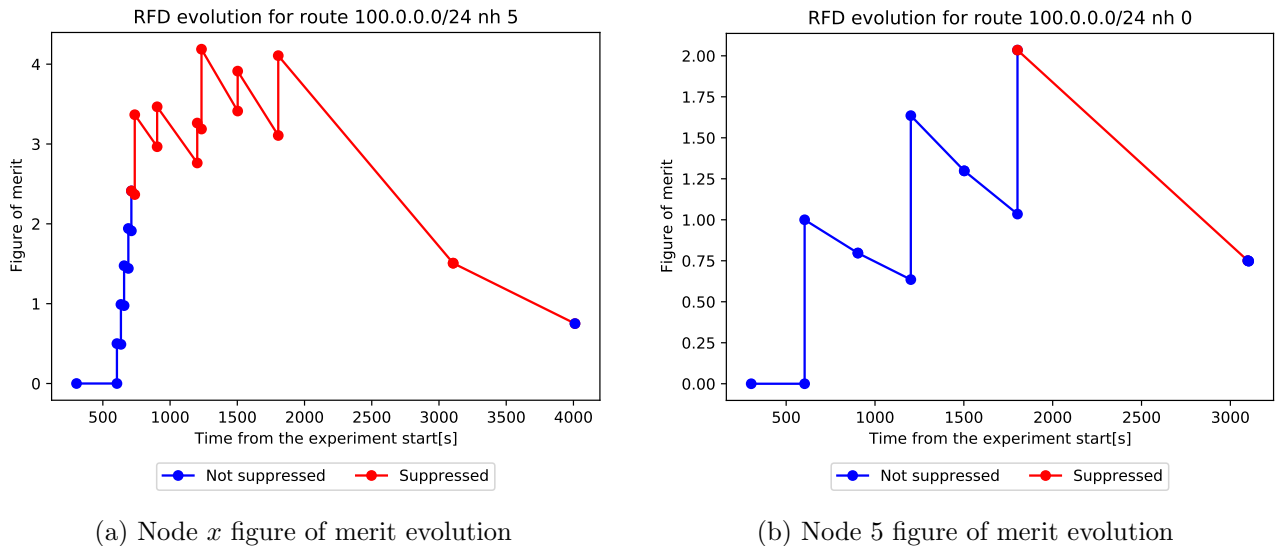 RFD evolution for route 100.0.0.0/24 nh 5
Figure of merit
4
3
2
1
0
500 1000 1500 2000 2500 3000 3500 4000
Time from the experiment start[s]
Not suppressed Suppressed
(a) Node x figure of merit evolution
RFD evolution for route 100.0.0.0/24 nh 0
Figure of merit
2.00
1.75
1.50
1.25
1.00
0.75
0.50
0.25
0.00
500 1000 1500 2000 2500 3000
Time from the experiment start[s]
Not suppressed Suppressed
(b) Node 5 figure of merit evolution